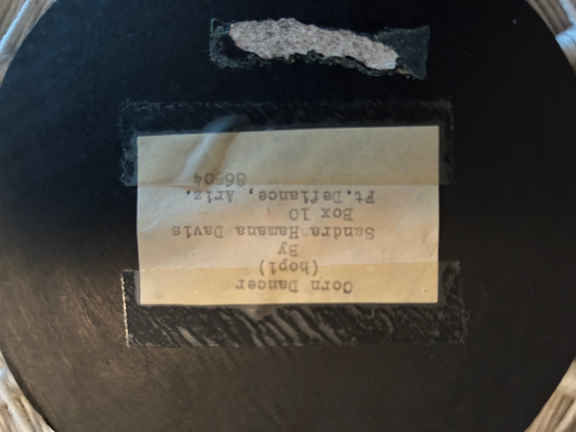 Corn Dancer
(hopi)
By
Sandra Hamana Davis
Box 10
Ft. Defiance, Ariz.
86504